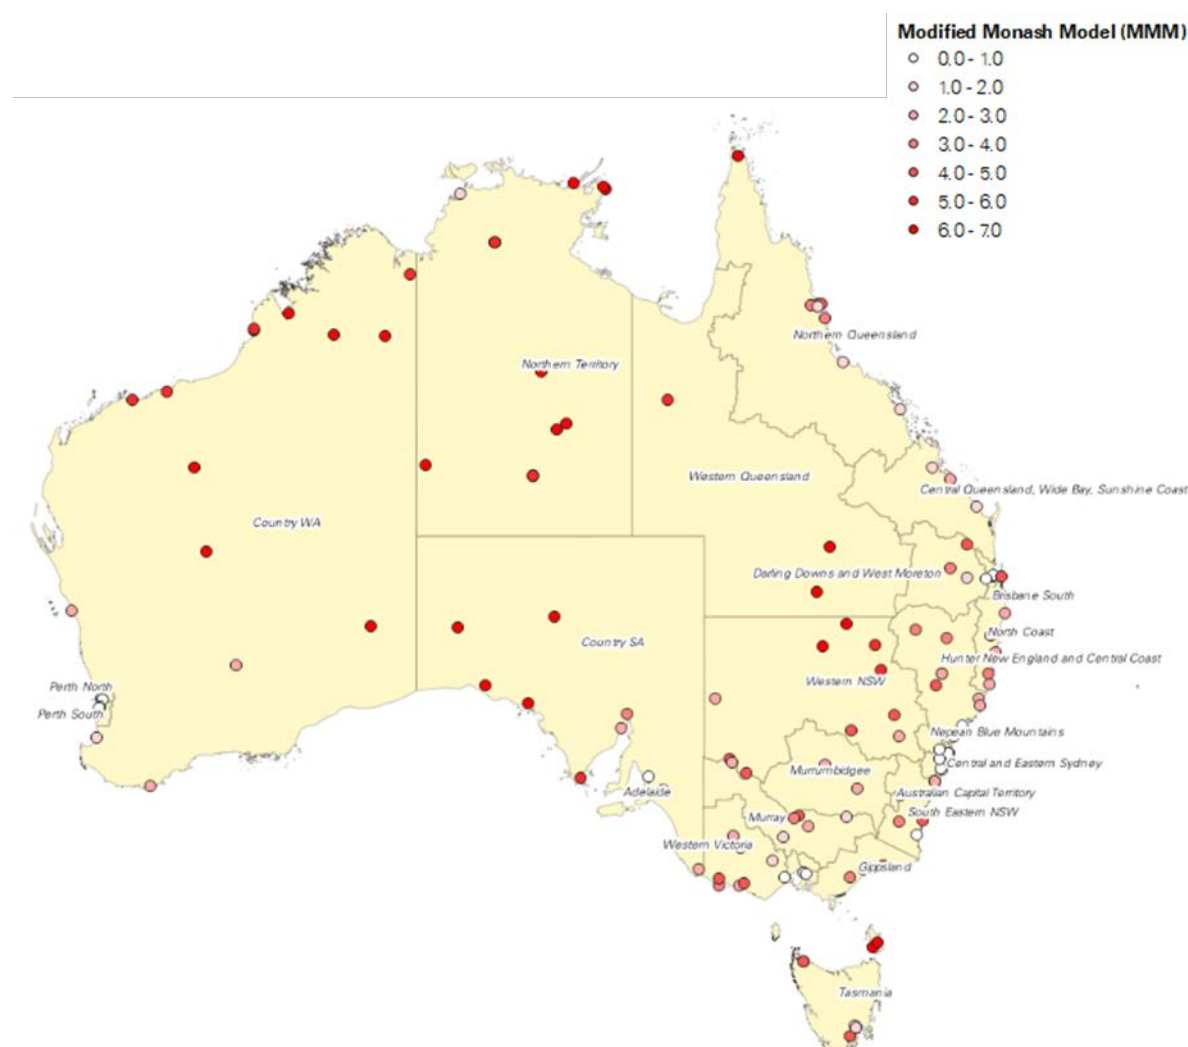 Modified Monash Model (MMM)
0.0 - 1.0
1.0 - 2.0
2.0 - 3.0
3.0 - 4.0
4.0 - 5.0
5.0 - 6.0
6.0 - 7.0
Northern Queensland
Northern Territory
Western Queensland
Central Queensland, Wide Bay, Sunshine Coast
Country WA
Darling Downs and West Moreton
Brisbane South
North Coast
Country SA
Hunter New England and Central Coast
Western NSW
Perth North
Perth South
Nepean Blue Mountains
Central and Eastern Sydney
Murrumbidgee
Adelaide
Australian Capital Territory
South Eastern NSW
Murray
Western Victoria
Gippsland
Tasmania